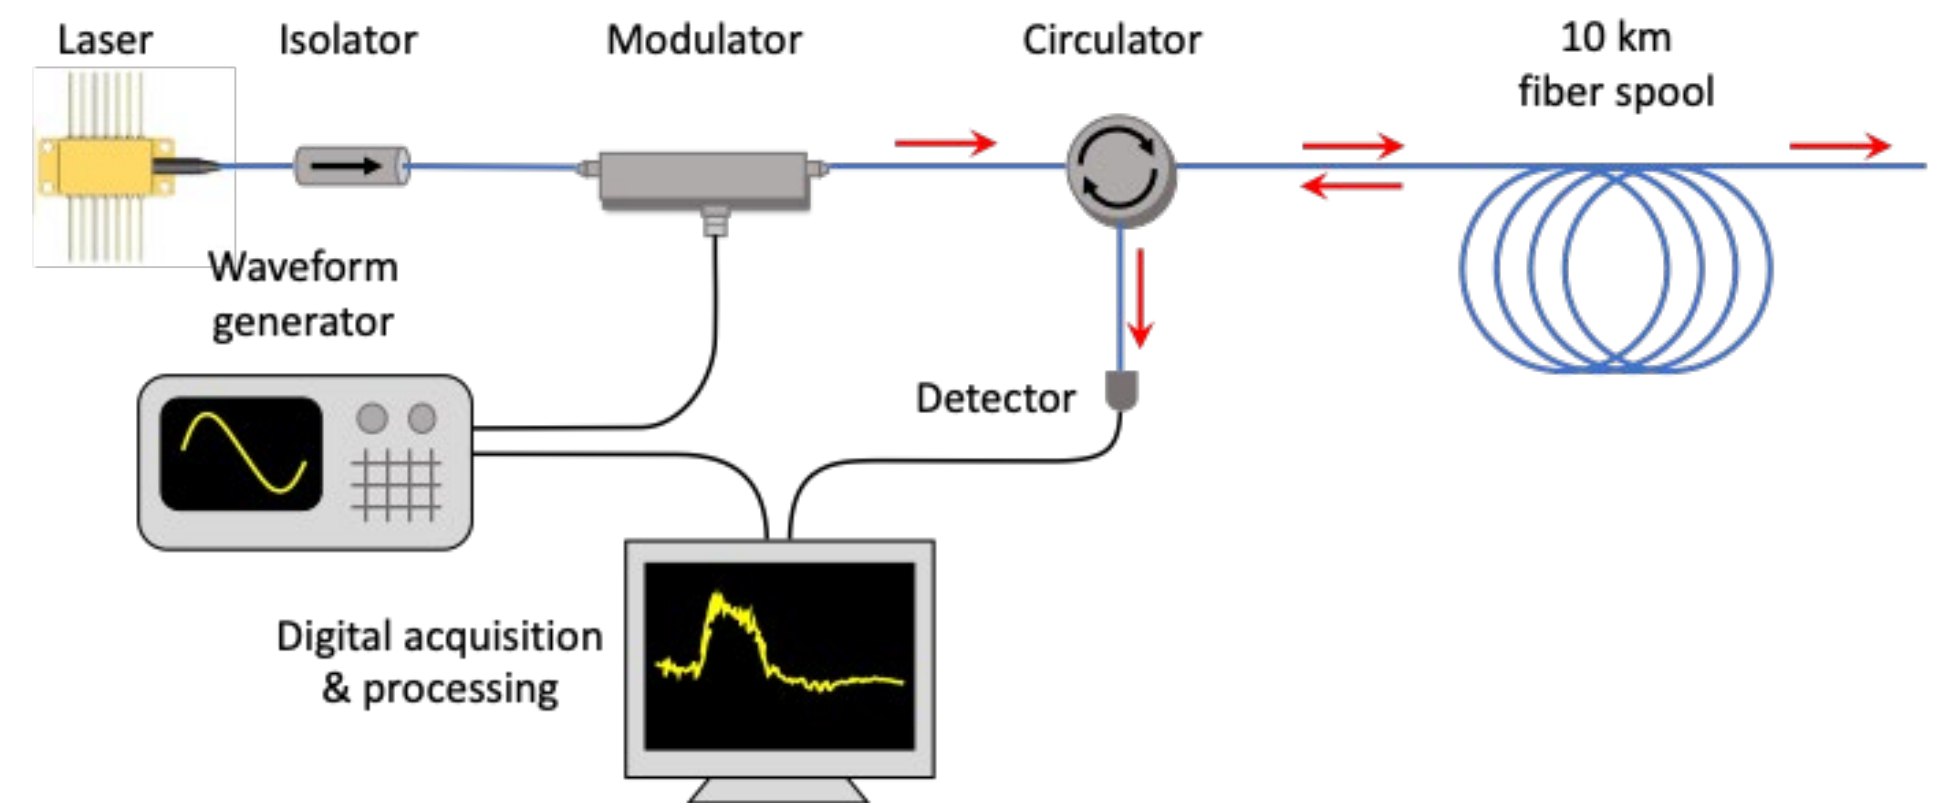 Laser
Isolator
Modulator
Circulator
10 km
fiber spool
Waveform
generator
Detector
Digital acquisition
& processing